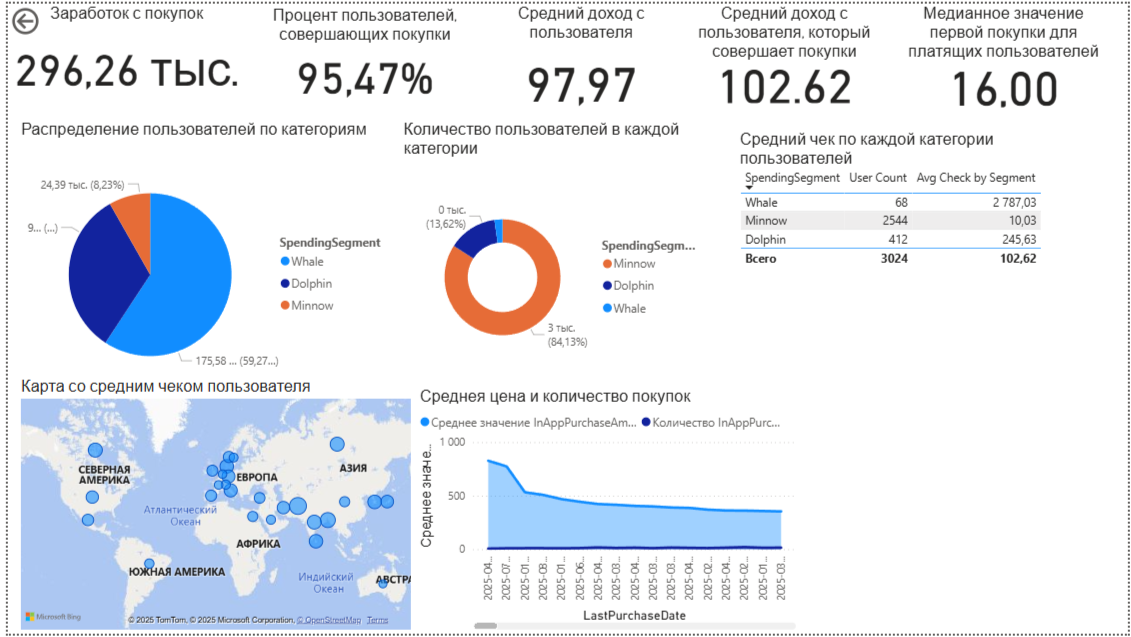 Заработок с покупок
296,26 тыс.
Процент пользователей,
совершающих покупки
95,47%
Средний доход с
пользователя
97,97
Средний доход с
пользователя, который
совершает покупки
102.62
Медианное значение
первой покупки для
платящих пользователей
16,00
Распределение пользователей по категориям
24,39 тыс. (8,23%)
9... (...)
175,58 ... (59,27...)
SpendingSegment
Whale
Dolphin
Minnow
Количество пользователей в каждой
категории
0 тыс.
(13,62%)
3 тыс.
(84,13%)
SpendingSegm...
Minnow
Dolphin
Whale
Средний чек по каждой категории
пользователей
SpendingSegment User Count Avg Check by Segment
Whale 68 2 787,03
Minnow 2544 10,03
Dolphin 412 245,63
Всего 3024 102,62
Карта со средним чеком пользователя
СЕВЕРНАЯ
АМЕРИКА
ЕВРОПА
АЗИЯ
Атлантический
Океан
АФРИКА
ЮЖНАЯ АМЕРИКА
Индийский
Океан
АВСТРА
Microsoft Bing
© 2025 TomTom, © 2025 Microsoft Corporation, © OpenStreetMap Terms
Среднея цена и количество покупок
Среднее значение InAppPurchaseAm... Количество InAppPurc...
Среднее значе...
1 000
500
0
2025-04...
2025-07...
2025-01...
2025-08...
2025-01...
2025-06...
2025-04...
2025-03...
2025-04...
2025-03...
2025-04...
2025-04...
2025-02...
2025-04...
2025-02...
2025-01...
2025-03...
LastPurchaseDate